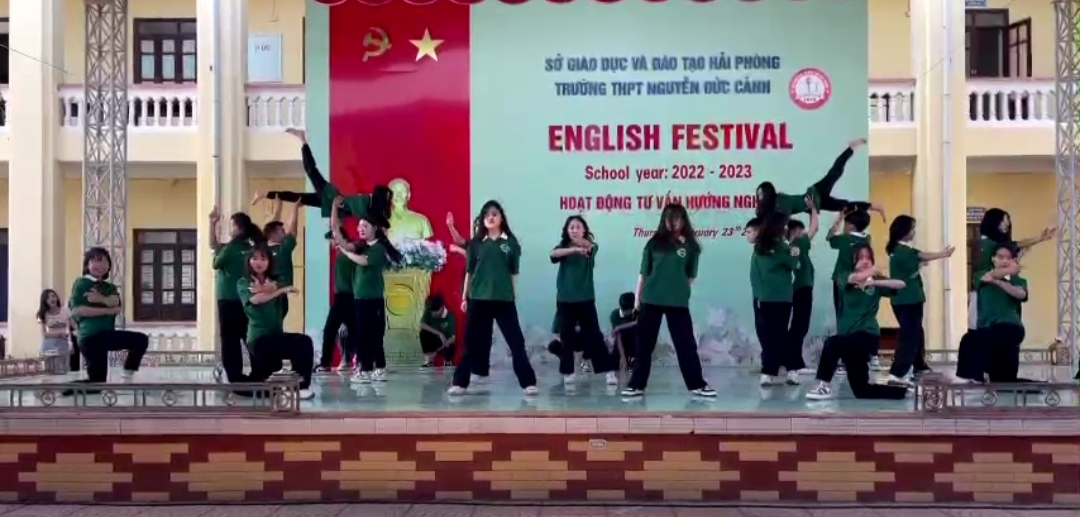 SỞ GIÁO DỤC VÀ ĐÀO TẠO HẢI PHÒNG
TRƯỜNG THPT NGUYỄN ĐỨC CẢNH
ENGLISH FESTIVAL
School year: 2022 - 2023
HOẠT ĐỘNG TƯ VẤN HƯỚNG
23th